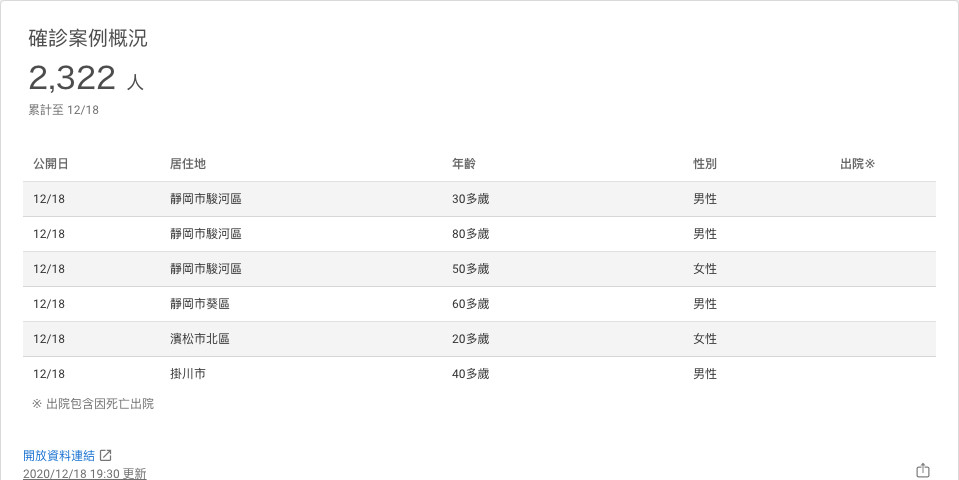 確診案例概況
2,322 人
累計至 12/18
公開日 居住地 年齡 性別 出院※
12/18 靜岡市駿河區 30多歲 男性
12/18 靜岡市駿河區 80多歲 男性
12/18 靜岡市駿河區 50多歲 女性
12/18 靜岡市葵區 60多歲 男性
12/18 濱松市北區 20多歲 女性
12/18 掛川市 40多歲 男性
※ 出院包含因死亡出院
開放資料連結
2020/12/18 19:30 更新